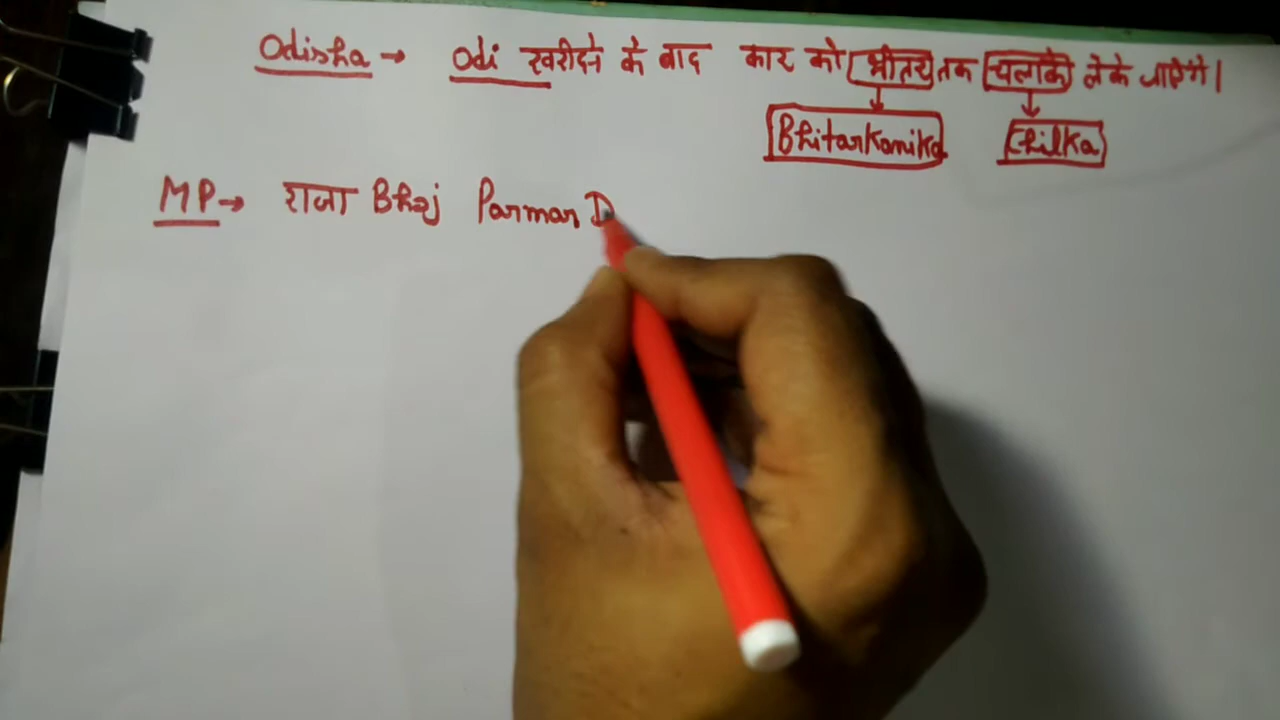 Odisha → Odi खरीदने के बाद कार को भीतर तक चलाके लेके जाऐंगे।
Bhitarkanika Chilka
MP → राजा Bhoj Parmar D